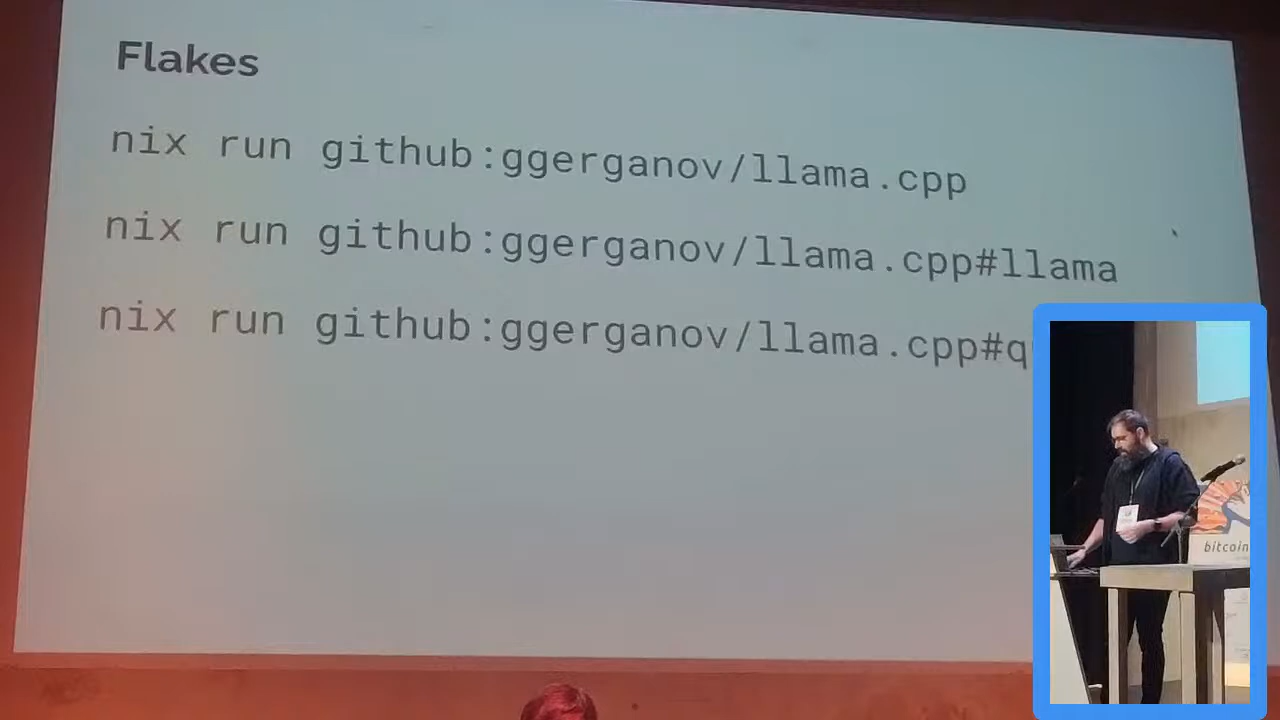 Flakes
nix run github:ggerganov/llama.cpp
nix run github:ggerganov/llama.cpp#llama
nix run github:ggerganov/llama.cpp#q
bitcoin